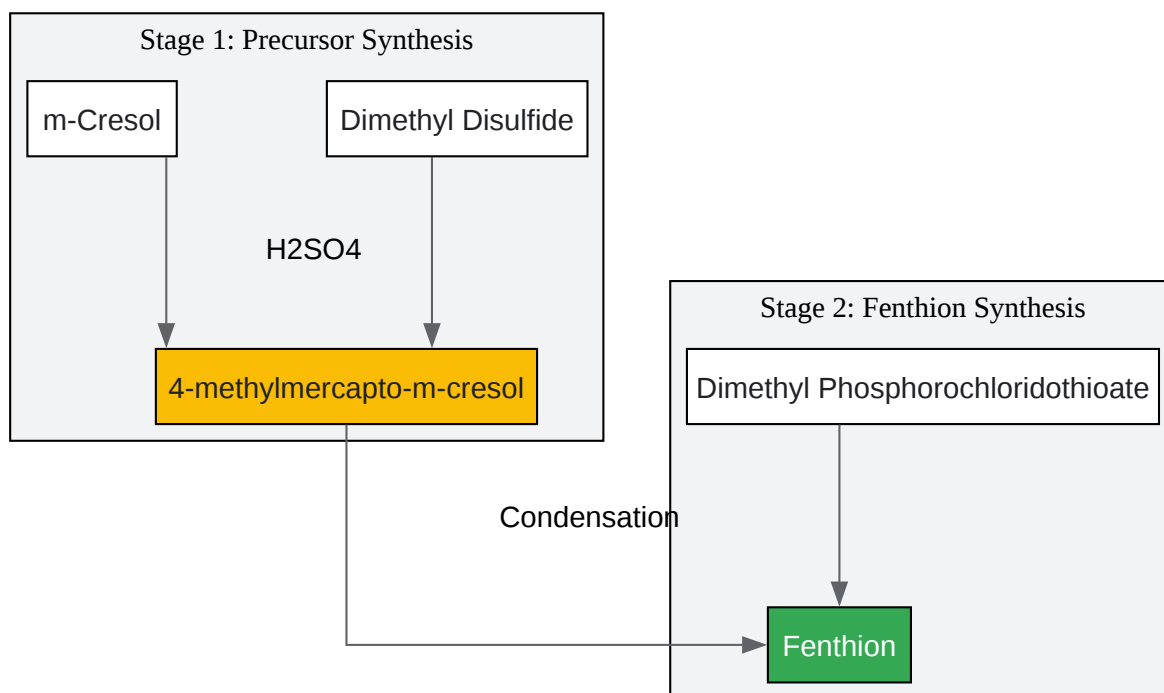 Stage 1: Precursor Synthesis
m-Cresol
Dimethyl Disulfide
H2SO4
4-methylmercapto-m-cresol
Stage 2: Fenthion Synthesis
Dimethyl Phosphorochloridothioate
Condensation
Fenthion